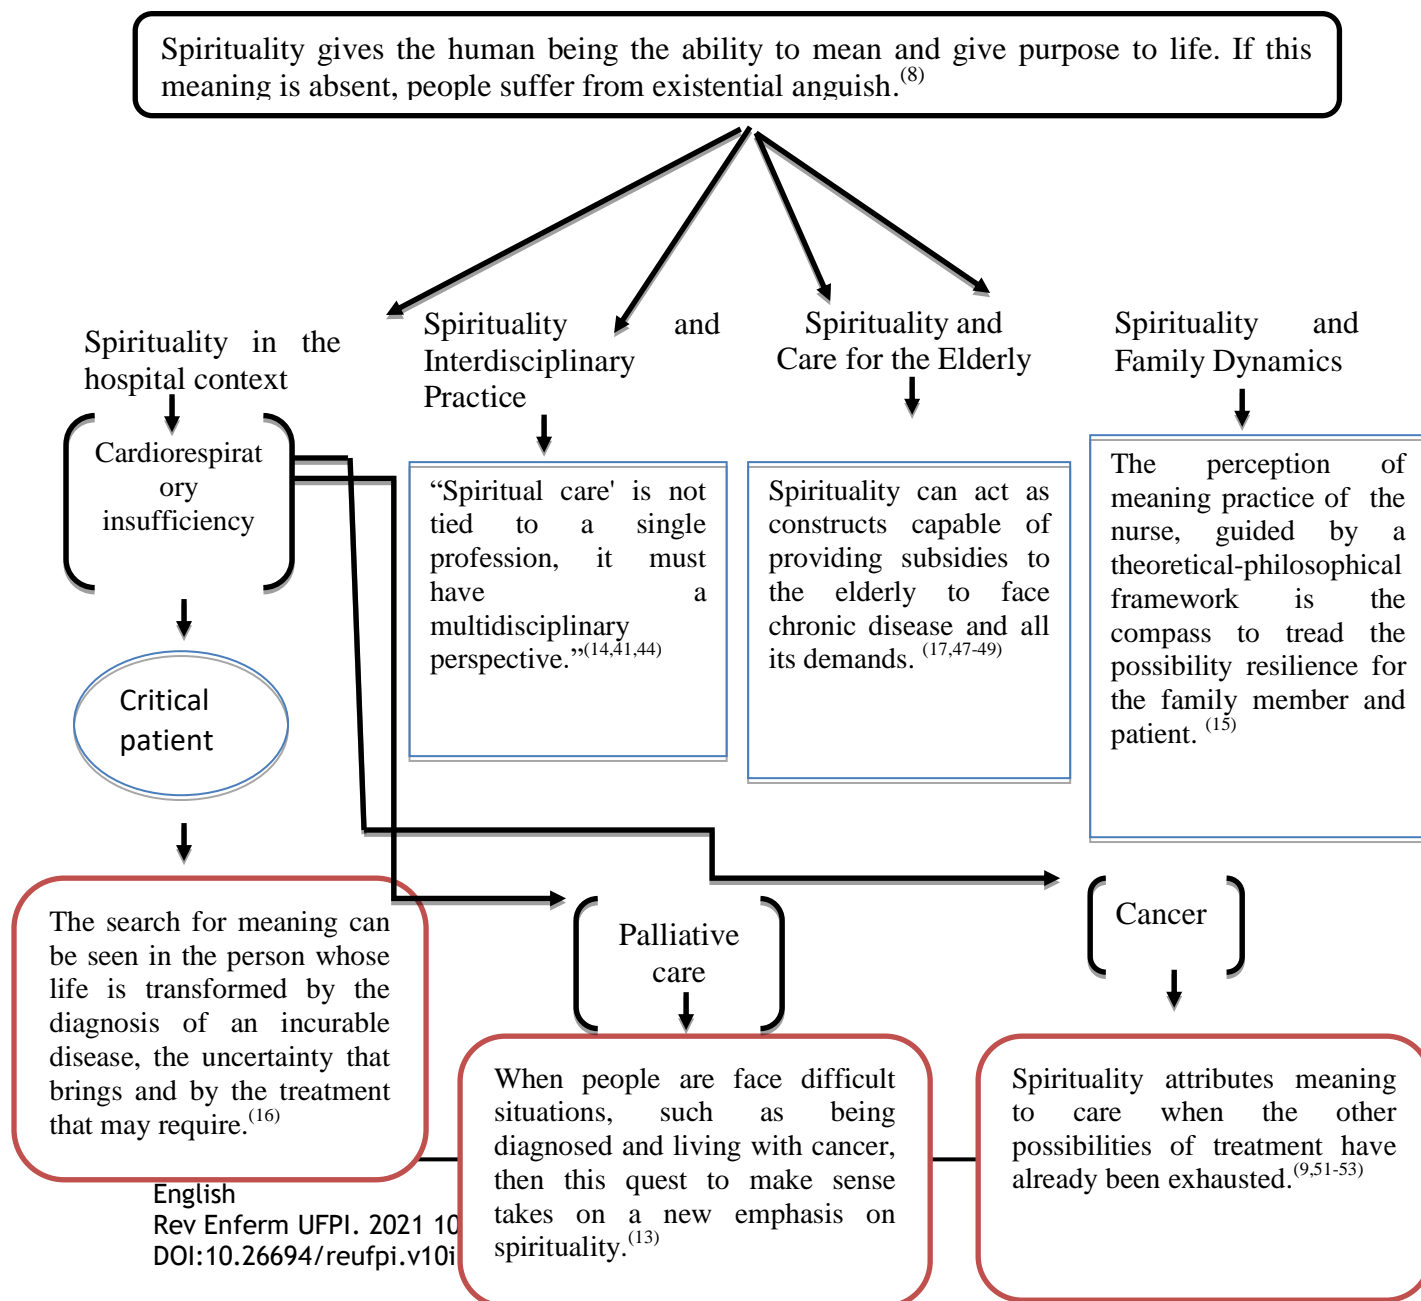 Spirituality gives the human being the ability to mean and give purpose to life. If this
meaning is absent, people suffer from existential anguish.(8)
Spirituality in the
hospital context
Spirituality and
Interdisciplinary
Practice
Spirituality and
Care for the Elderly
Spirituality and
Family Dynamics
Cardiorespirat
ory
insufficiency
“Spiritual care' is not
tied to a single
profession, it must
have a
multidisciplinary
perspective.”(14,41,44)
Spirituality can act as
constructs capable of
providing subsidies to
the elderly to face
chronic disease and all
its demands. (17,47-49)
The perception of
meaning practice of the
nurse, guided by a
theoretical-philosophical
framework is the
compass to tread the
possibility resilience for
the family member and
patient. (15)
Critical
patient
The search for meaning can
be seen in the person whose
life is transformed by the
diagnosis of an incurable
disease, the uncertainty that
brings and by the treatment
that may require.(16)
Palliative
care
Cancer
When people are face difficult
situations, such as being
diagnosed and living with cancer,
then this quest to make sense
takes on a new emphasis on
spirituality.(13)
Spirituality attributes meaning
to care when the other
possibilities of treatment have
already been exhausted.(9,51-53)
English
Rev Enferm UFPI. 2021 10
DOI:10.26694/reufpi.v10i